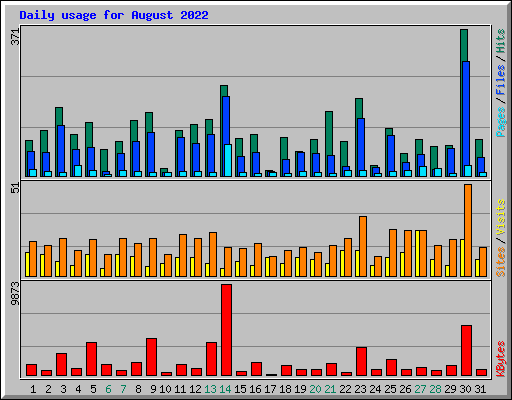 Daily usage for August 2022
371
Pages / Files / Hits
51
Sites / Visits
9873
KBytes
1 2 3 4 5 6 7 8 9 10 11 12 13 14 15 16 17 18 19 20 21 22 23 24 25 26 27 28 29 30 31